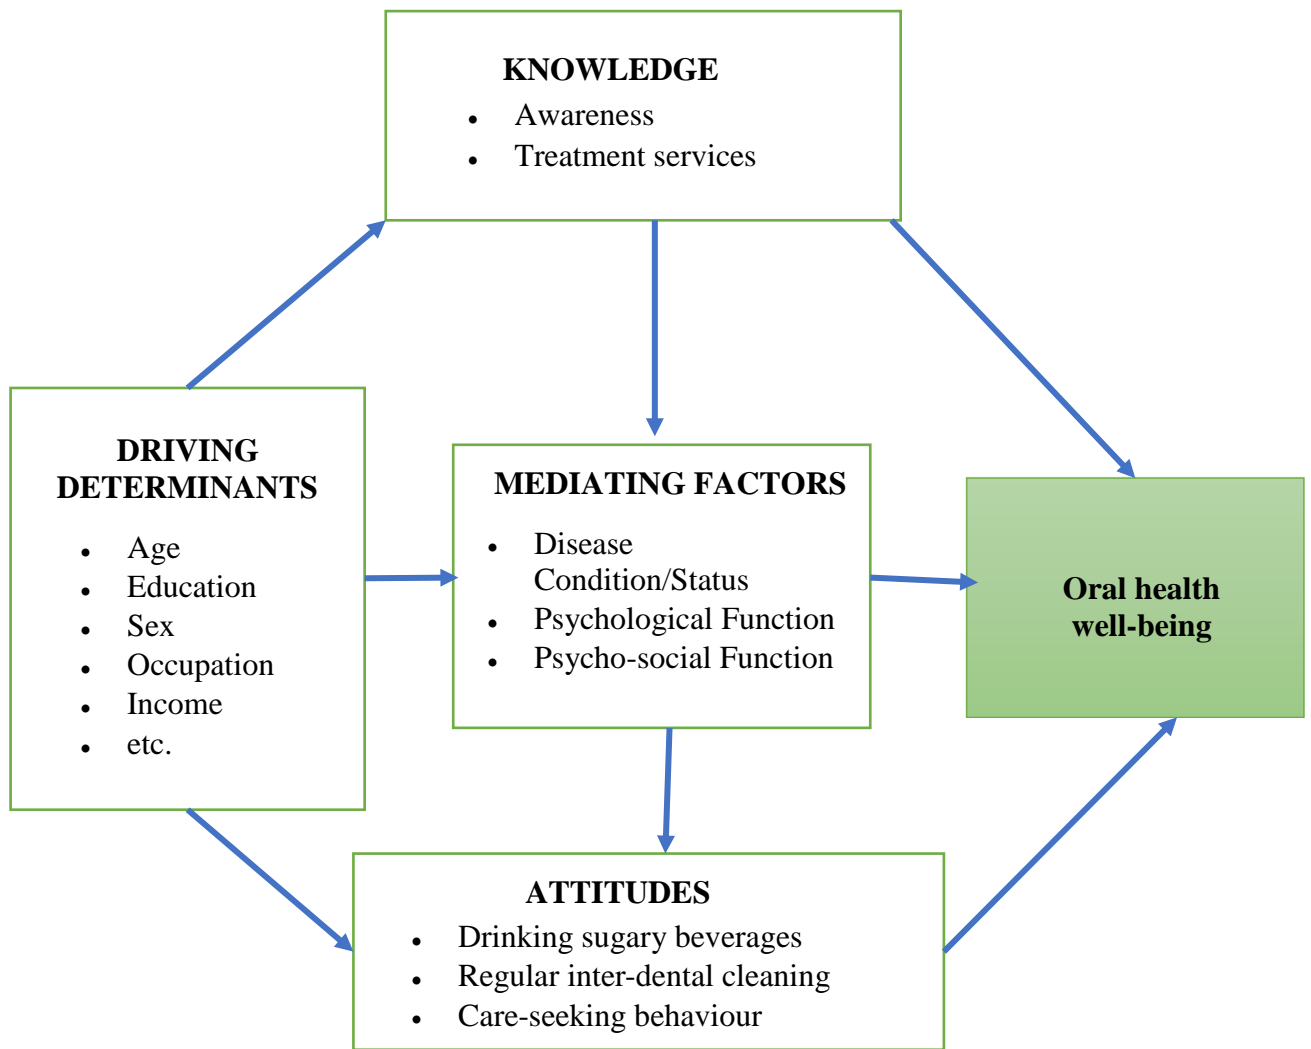 KNOWLEDGE
• Awareness
• Treatment services
DRIVING
DETERMINANTS
• Age
• Education
• Sex
• Occupation
• Income
• etc.
MEDIATING FACTORS
• Disease
Condition/Status
• Psychological Function
• Psycho-social Function
Oral health
well-being
ATTITUDES
• Drinking sugary beverages
• Regular inter-dental cleaning
• Care-seeking behaviour